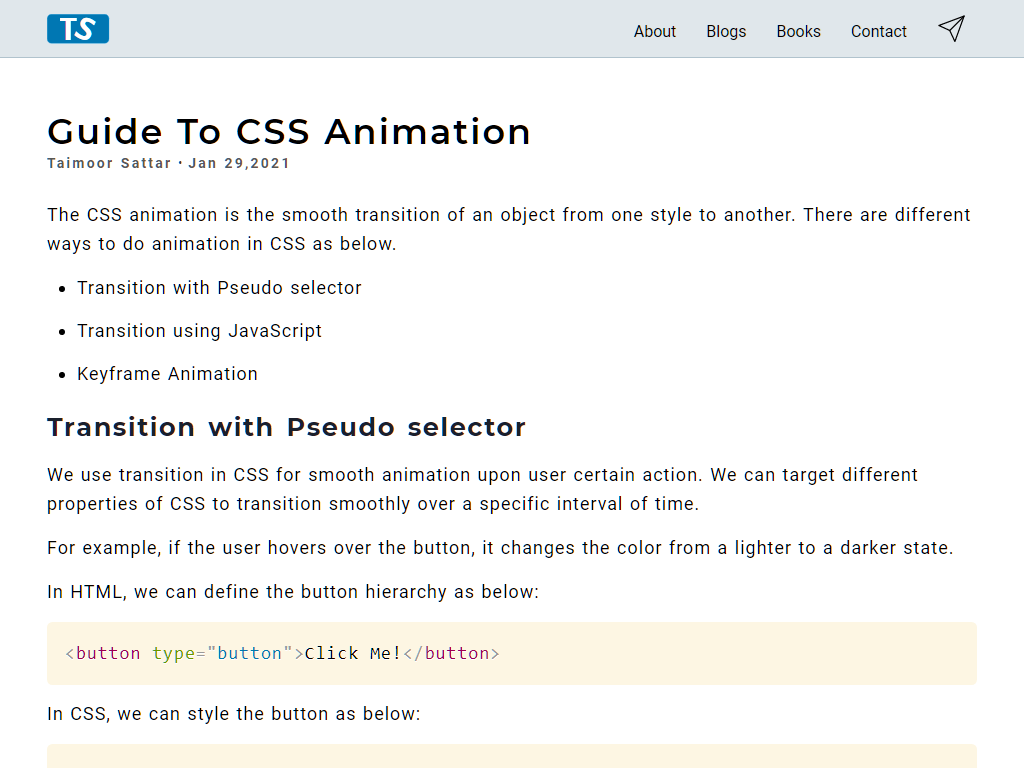 TS
About Blogs Books Contact
Guide To CSS Animation
Taimoor Sattar · Jan 29,2021
The CSS animation is the smooth transition of an object from one style to another. There are different
ways to do animation in CSS as below.
• Transition with Pseudo selector
• Transition using JavaScript
• Keyframe Animation
Transition with Pseudo selector
We use transition in CSS for smooth animation upon user certain action. We can target different
properties of CSS to transition smoothly over a specific interval of time.
For example, if the user hovers over the button, it changes the color from a lighter to a darker state.
In HTML, we can define the button hierarchy as below:
<button type="button">Click Me!</button>
In CSS, we can style the button as below: